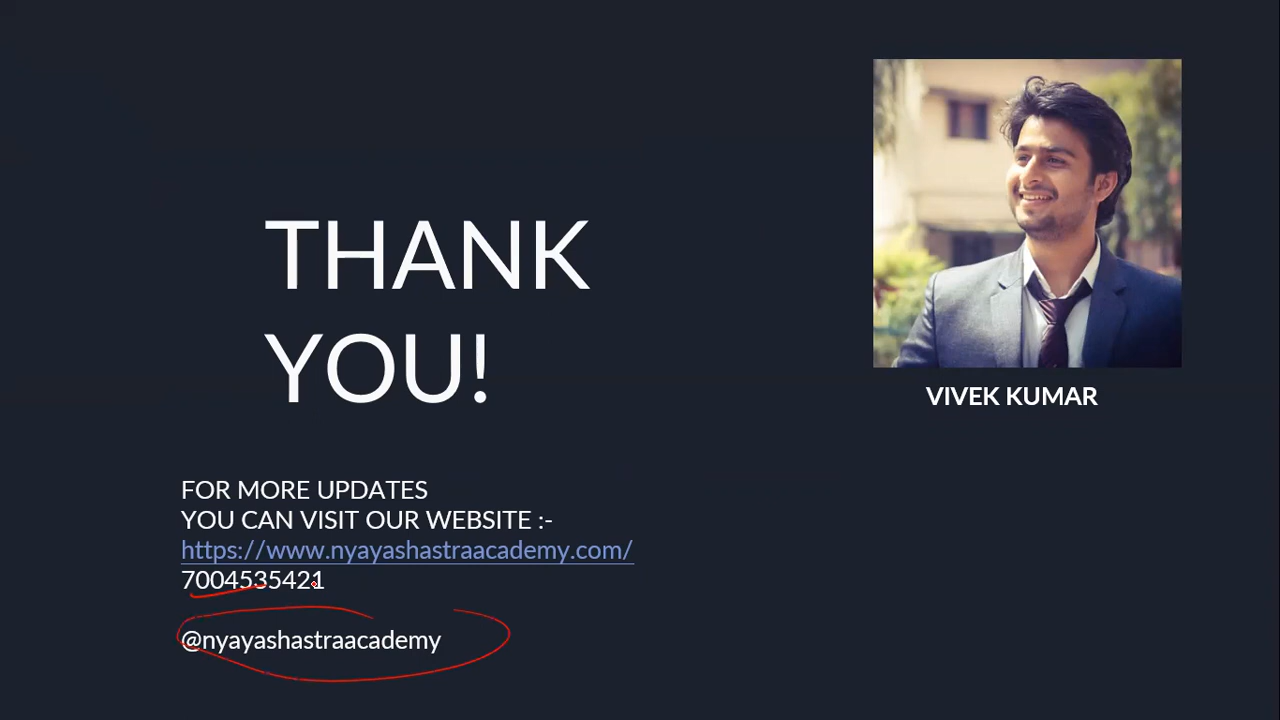 THANK
YOU!
VIVEK KUMAR
FOR MORE UPDATES
YOU CAN VISIT OUR WEBSITE :-
https://www.nyayashastraacademy.com/
7004535421
@nyayashastraacademy